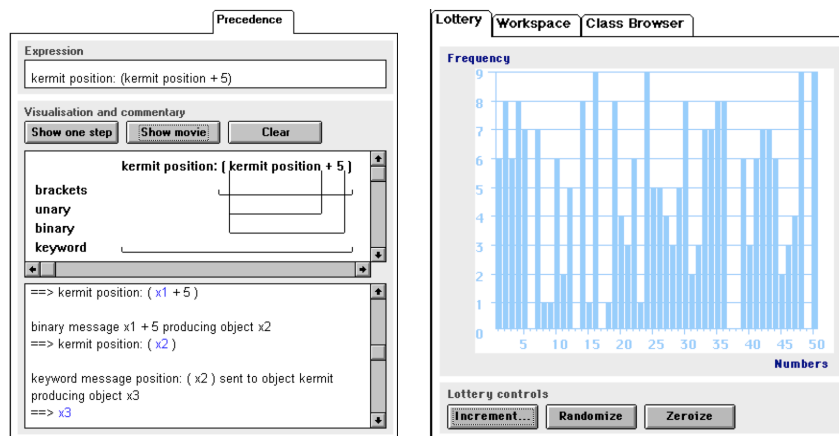 Precedence
Expression
kermit position: (kermit position + 5)
Visualisation and commentary
Show one step Show movie Clear
kermit position: ( kermit position + 5 )
brackets
unary
binary
keyword
==> kermit position: ( x1 + 5 )
binary message x1 + 5 producing object x2
==> kermit position: ( x2 )
keyword message position: ( x2 ) sent to object kermit
producing object x3
==> x3
Lottery Workspace Class Browser
Frequency
9
8
7
6
5
4
3
2
1
0
5 10 15 20 25 30 35 40 45 50
Numbers
Lottery controls
Increment... Randomize Zeroize